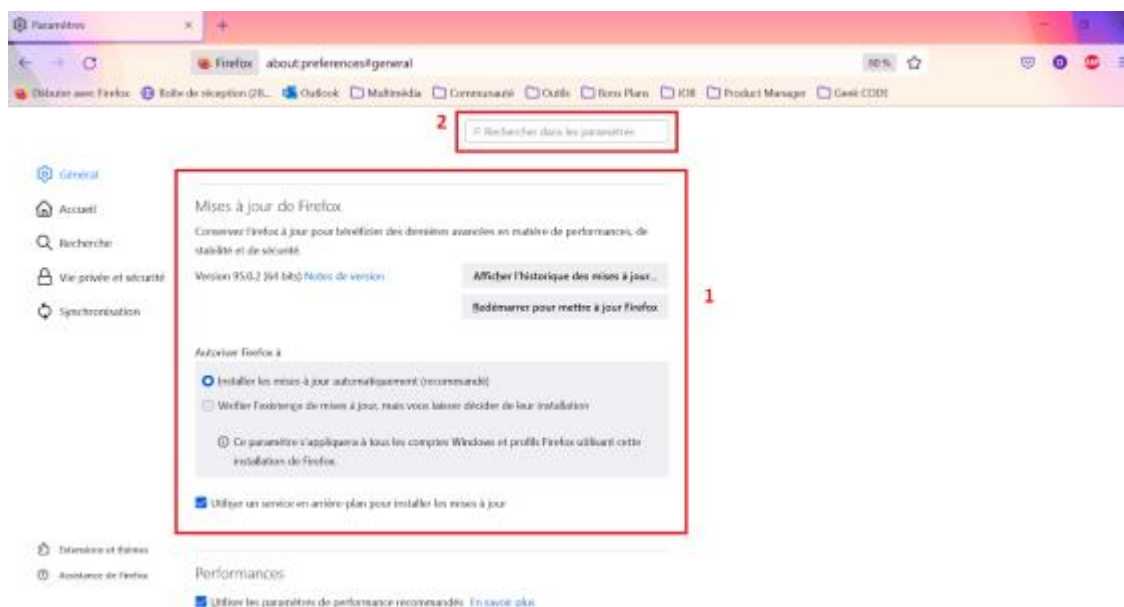 Paramètres
Firefox about:preferences#general 80 %
Débuter avec Firefox Boîte de réception (28... Outlook Multimédia Communauté Outils Bons Plans JOB Product Manager Geek CODE
2 Rechercher dans les paramètres
Général
Accueil
Recherche
Vie privée et sécurité
Synchronisation
Mises à jour de Firefox
Conservez Firefox à jour pour bénéficier des dernières avancées en matière de performances, de
stabilité et de sécurité.
Version 95.0.2 (64 bits) Notes de version
Afficher l'historique des mises à jour...
Redémarrer pour mettre à jour Firefox
1
Autoriser Firefox à
Installer les mises à jour automatiquement (recommandé)
Vérifier l'existence de mises à jour, mais vous laisser décider de leur installation
Ce paramètre s'appliquera à tous les comptes Windows et profils Firefox utilisant cette
installation de Firefox.
Utiliser un service en arrière-plan pour installer les mises à jour
Extensions et thèmes
Assistance de Firefox
Performances
Utiliser les paramètres de performance recommandés En savoir plus